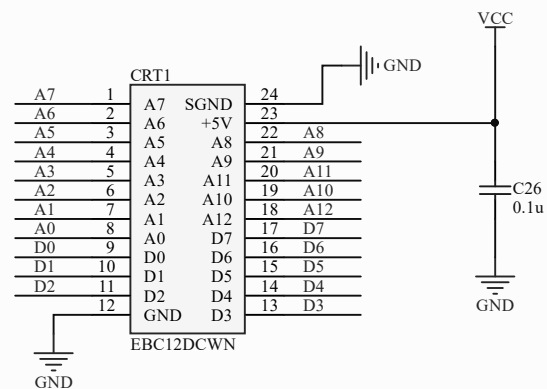 VCC
GND
CRT1
A7 1 A7 SGND 24
A6 2 A6 +5V 23
A5 3 A5 A8 22 A8
A4 4 A4 A9 21 A9
A3 5 A3 A11 20 A11
A2 6 A2 A10 19 A10
A1 7 A1 A12 18 A12
A0 8 A0 D7 17 D7
D0 9 D0 D6 16 D6
D1 10 D1 D5 15 D5
D2 11 D2 D4 14 D4
12 GND D3 13 D3
C26
0.1u
GND
EBC12DCWN
GND